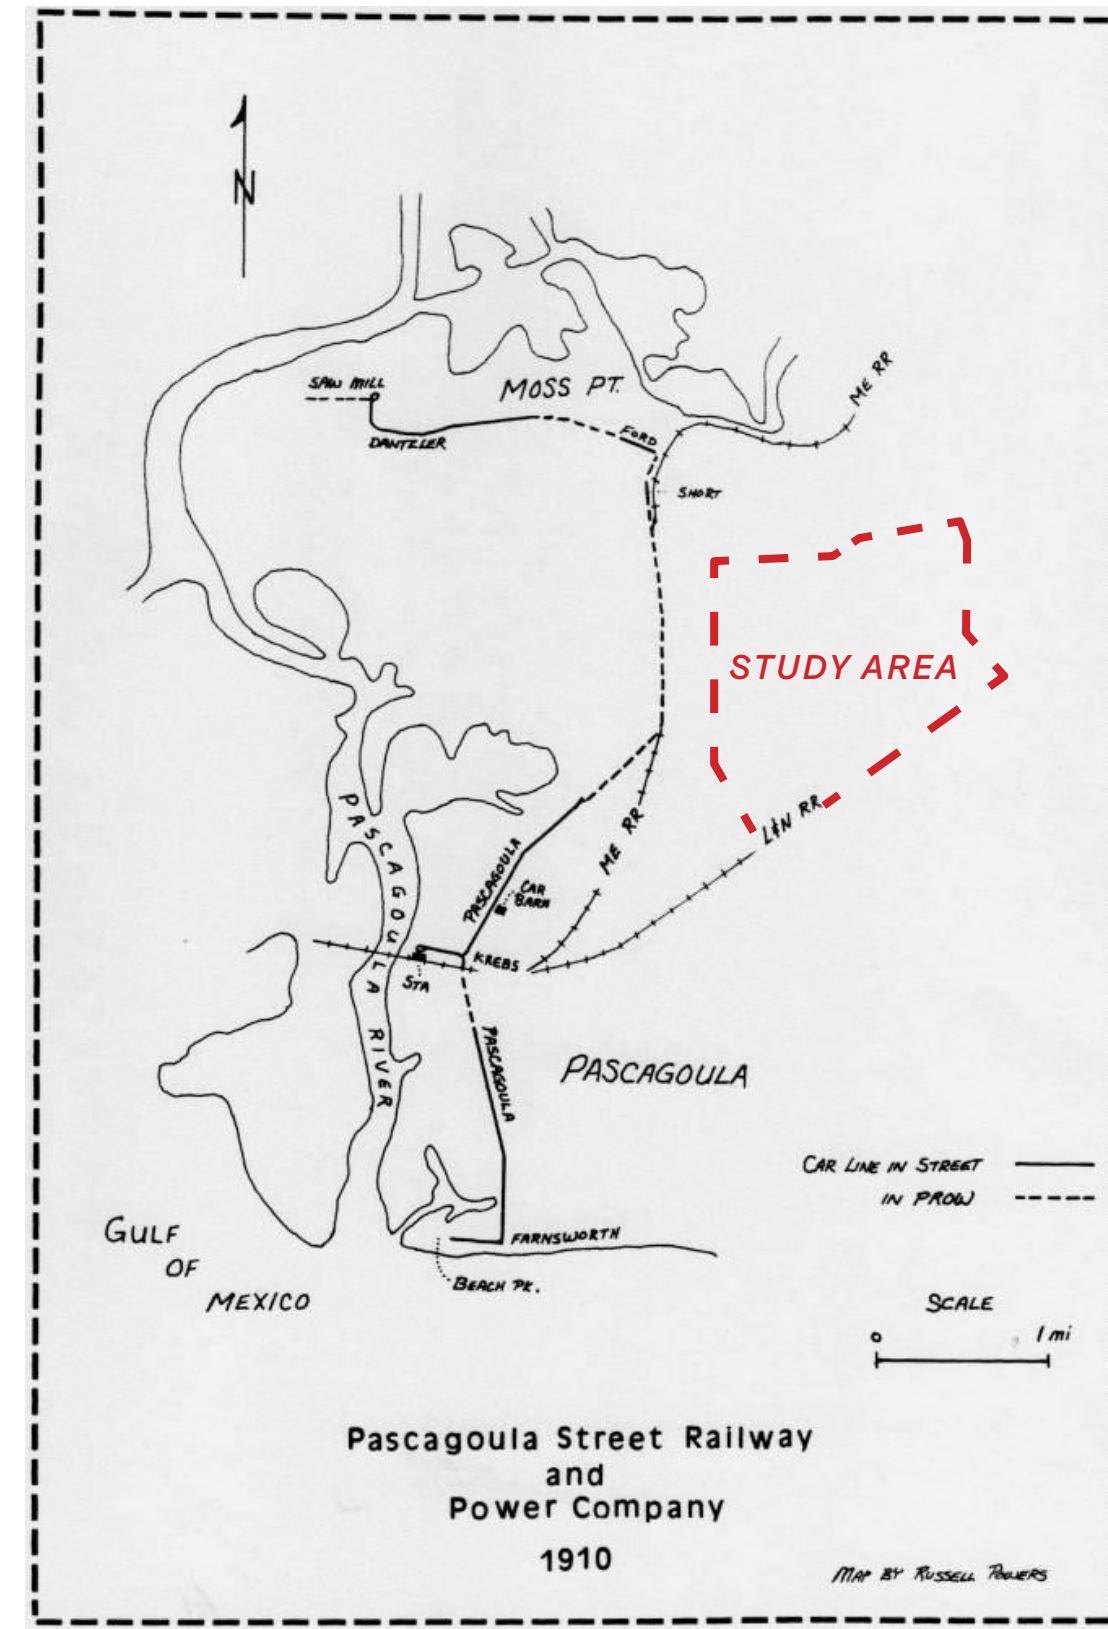 N
SAW MILL
MOSS PT.
ME RR
DANTZLER
FORD
SHORT
STUDY AREA
PASCAGOULA RIVER
L&N RR
ME RR
PASCAGOULA
CAR
BARN
KREBS
STA
PASCAGOULA
PASCAGOULA
CAR LINE IN STREET
IN PROW
GULF
OF
MEXICO
FARNSWORTH
BEACH PK.
SCALE
0 1 mi
Pascagoula Street Railway
and
Power Company
1910
MAP BY RUSSELL POWERS